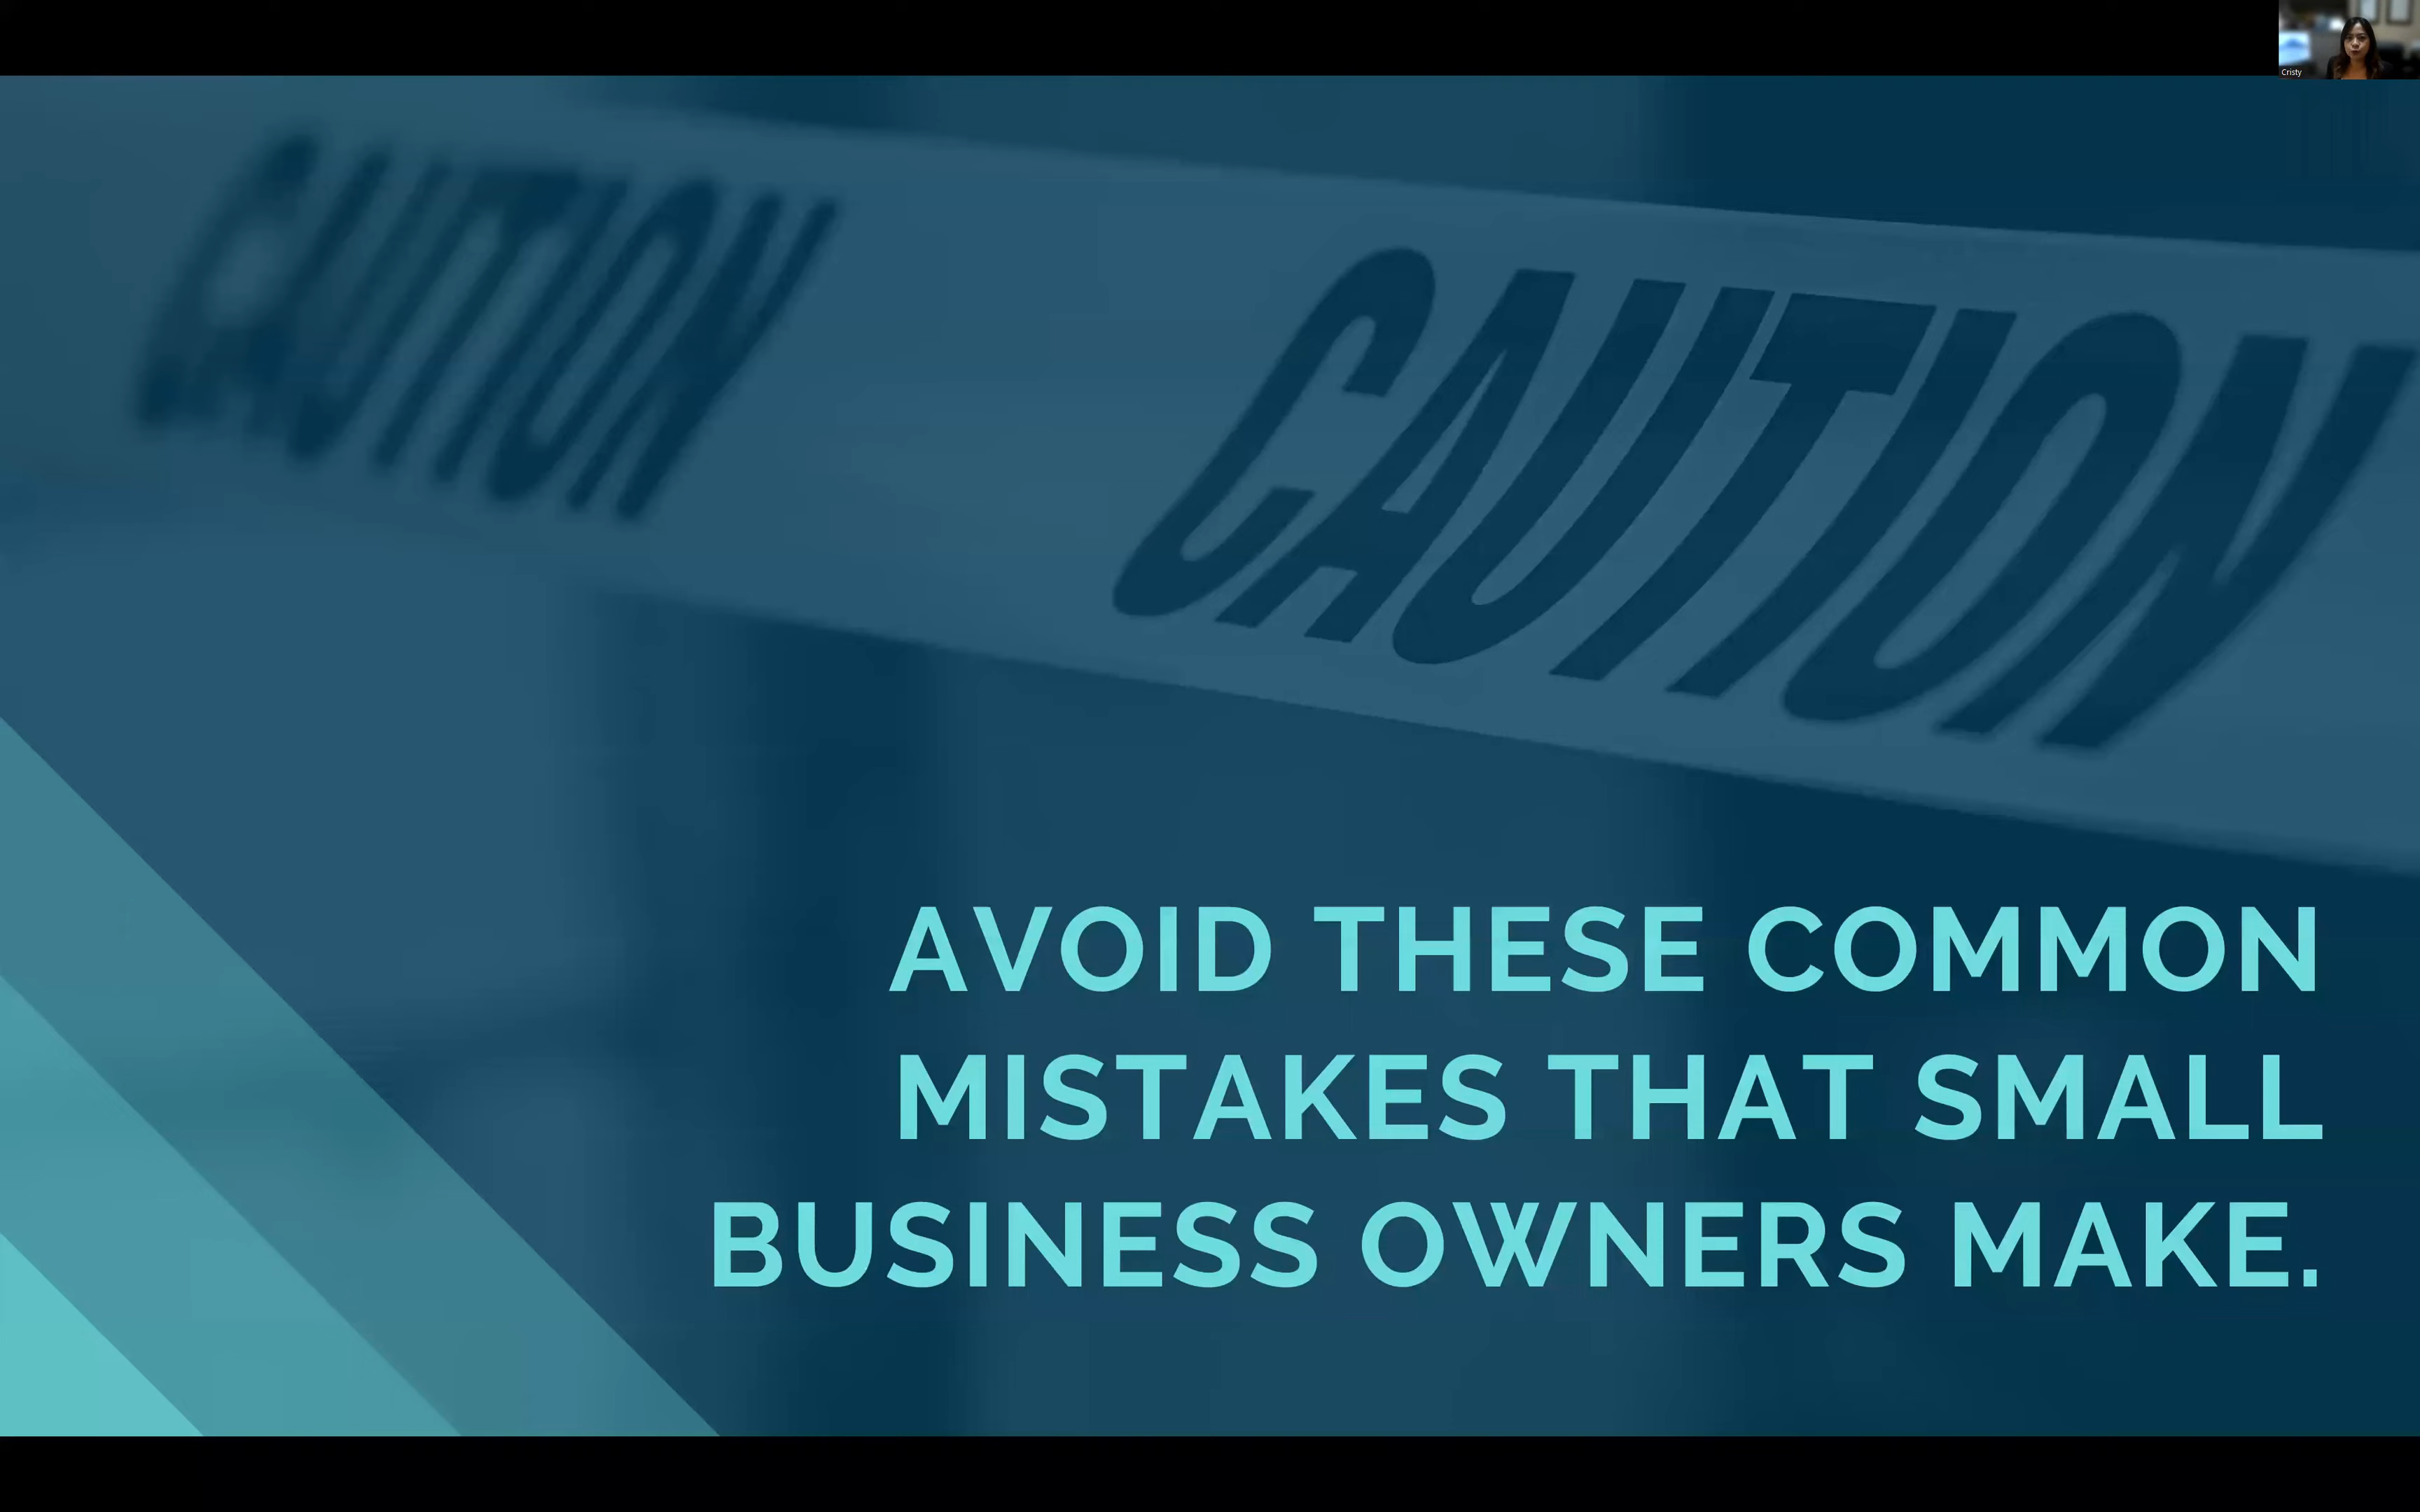 Cristy
CAUTION
CAUTION
AVOID THESE COMMON
MISTAKES THAT SMALL
BUSINESS OWNERS MAKE.